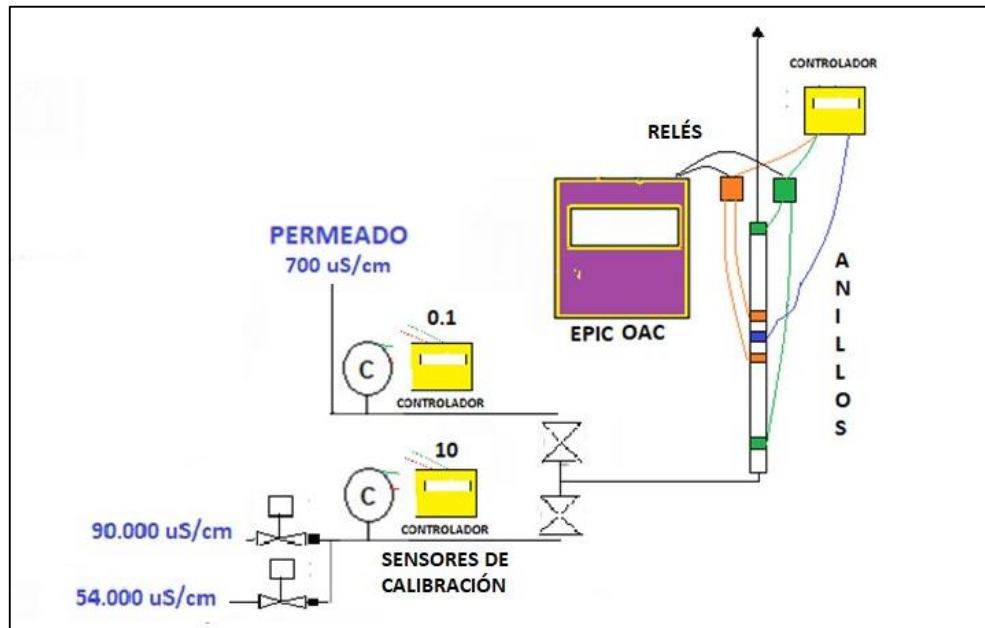 CONTROLADOR
RELÉS
PERMEADO
700 uS/cm
0.1
C
CONTROLADOR
EPIC OAC
ANILLOS
10
C
CONTROLADOR
90.000 uS/cm
SENSORES DE
CALIBRACIÓN
54.000 uS/cm